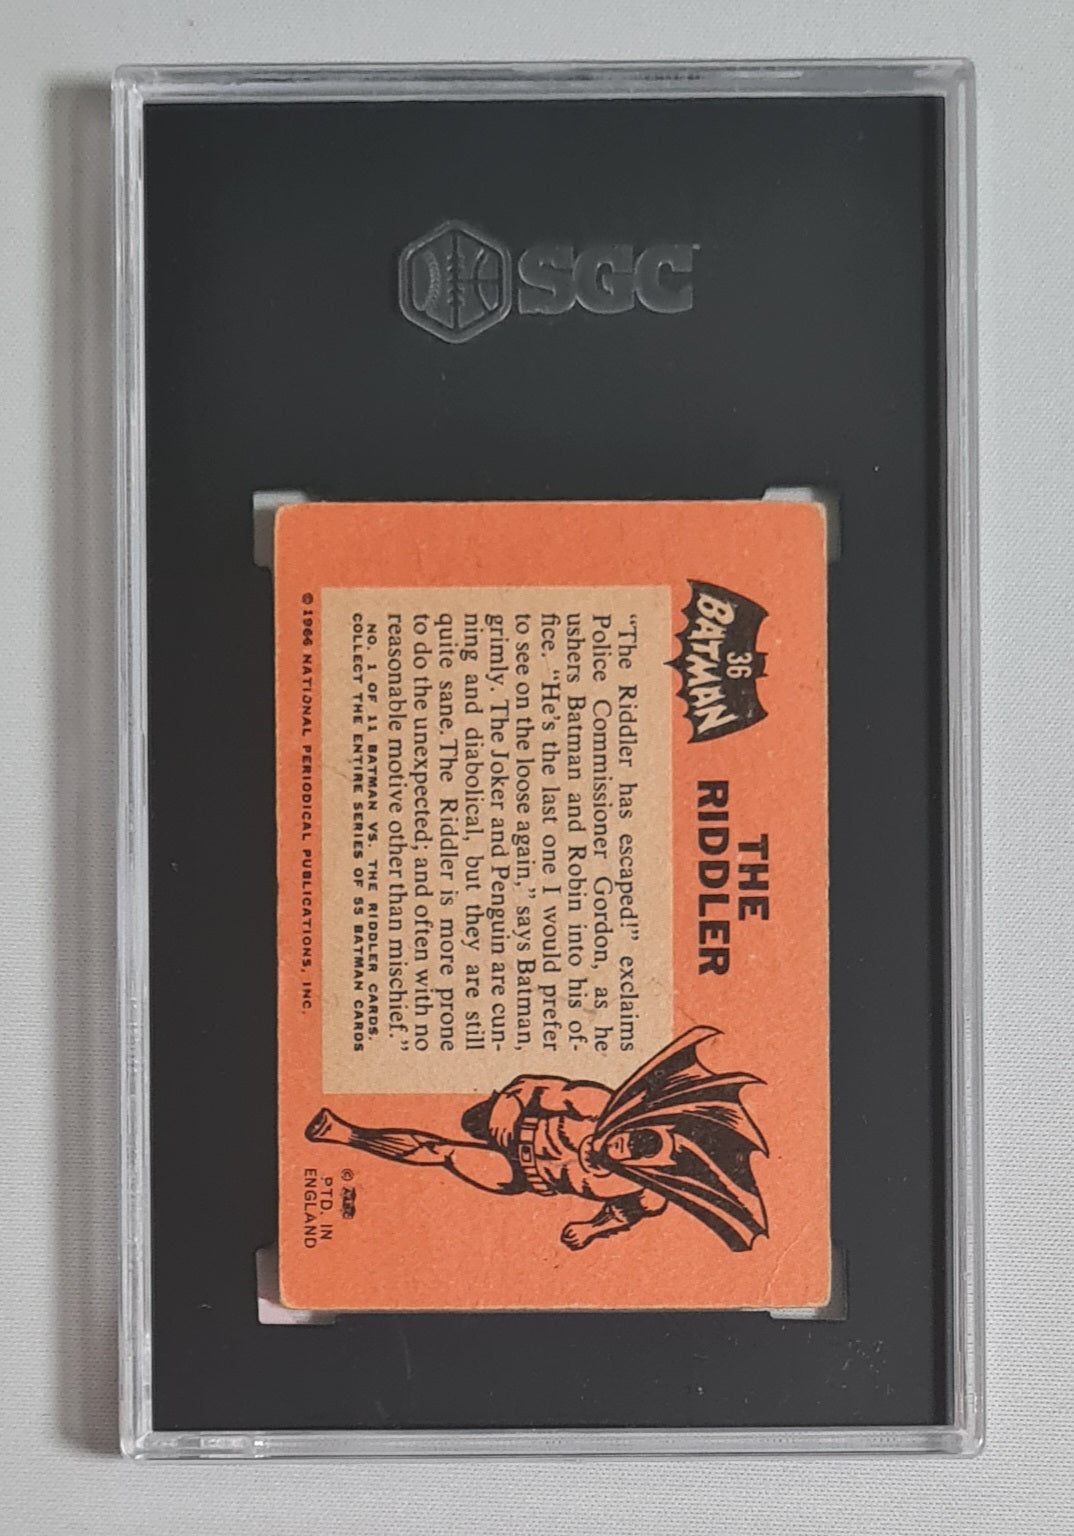 SGC
36
BATMAN
THE
RIDDLER
“The Riddler has escaped!” exclaims
Police Commissioner Gordon, as he
ushers Batman and Robin into his of-
fice. “He’s the last one I would prefer
to see on the loose again,” says Batman,
grimly. The Joker and Penguin are cun-
ning and diabolical, but they are still
quite sane. The Riddler is more prone
to do the unexpected; and often with no
reasonable motive other than mischief.”
NO. 1 OF 11 BATMAN VS. THE RIDDLER CARDS.
COLLECT THE ENTIRE SERIES OF 55 BATMAN CARDS
© 1966 NATIONAL PERIODICAL PUBLICATIONS, INC.
©
PTD. IN
ENGLAND